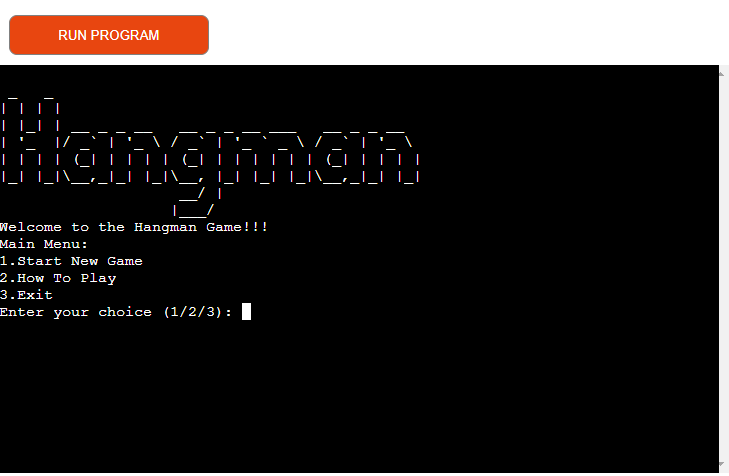 RUN PROGRAM
Hangman
Welcome to the Hangman Game!!!
Main Menu:
1.Start New Game
2.How To Play
3.Exit
Enter your choice (1/2/3):